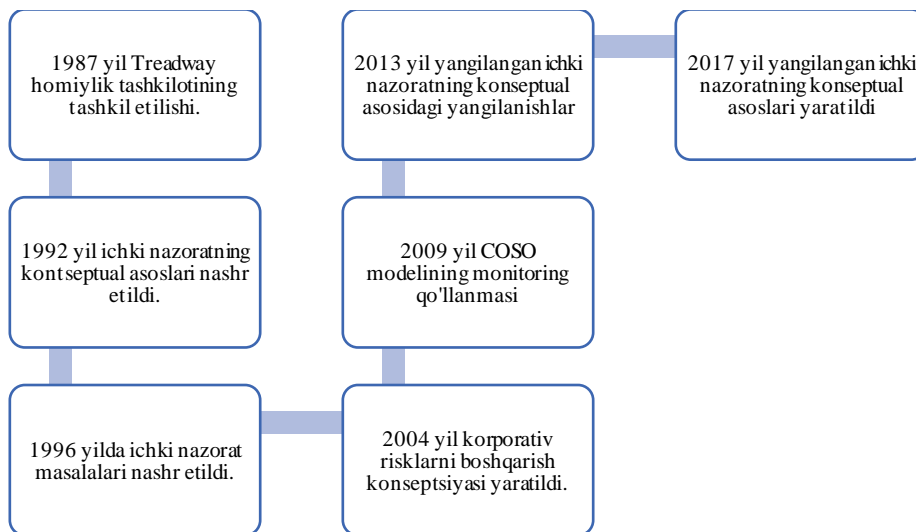 1987 yil Treadway
homiylik tashkilotining
tashkil etilishi.
1992 yil ichki nazoratning
kontseptual asoslari nashr
etildi.
1996 yilda ichki nazorat
masalalari nashr etildi.
2004 yil korporativ
risklarni boshqarish
konseptsiyasi yaratildi.
2009 yil COSO
modelining monitoring
qo'llanmasi
2013 yil yangilangan ichki
nazoratning konseptual
asosidagi yangilanishlar
2017 yil yangilangan ichki
nazoratning konseptual
asoslari yaratildi